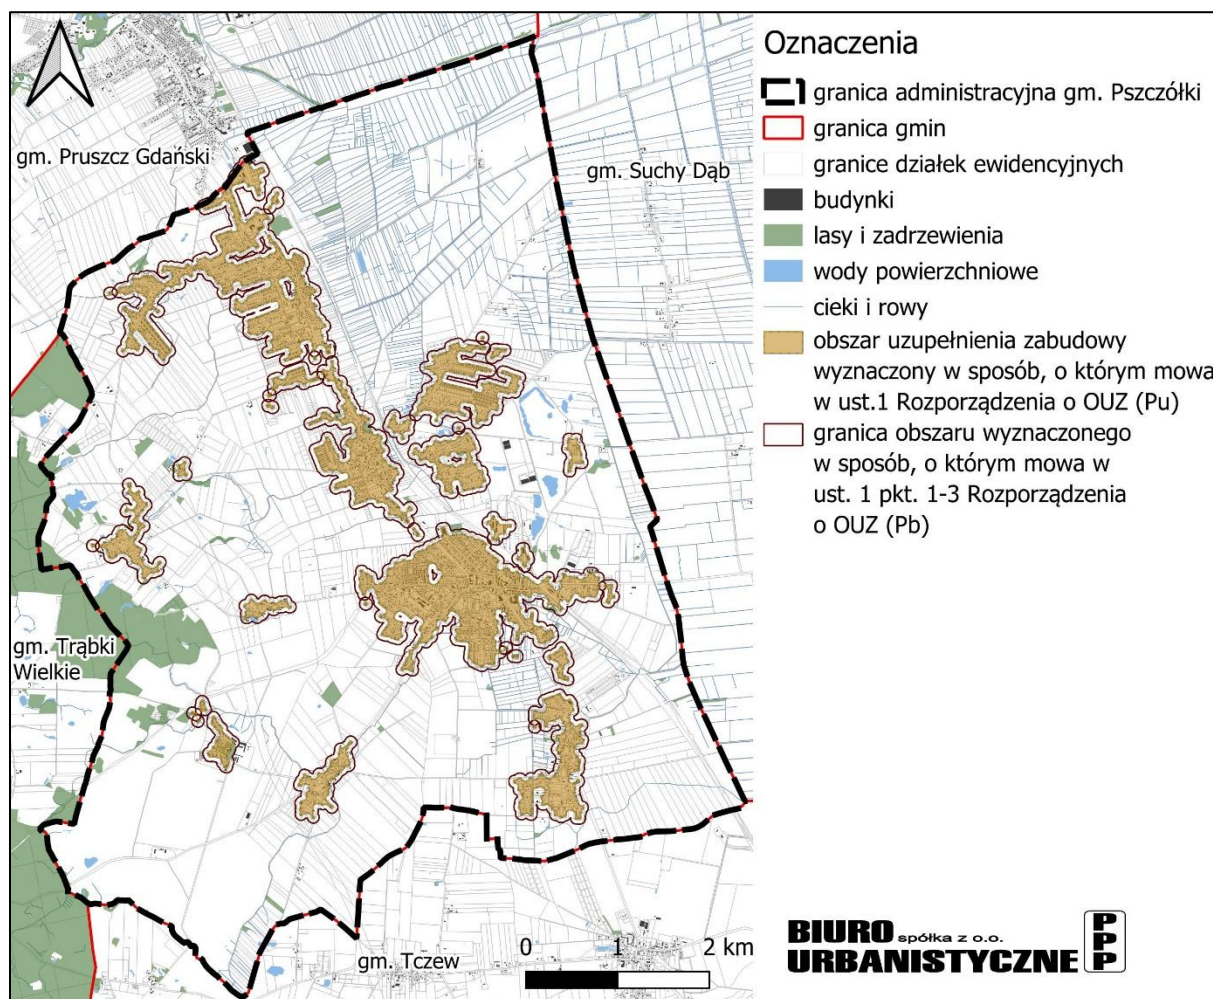 gm. Pruszcz Gdański
gm. Suchy Dąb
gm. Trąbki
Wielkie
gm. Tczew
0 1 2 km
Oznaczenia
granica administracyjna gm. Pszczółki
granica gmin
granice działek ewidencyjnych
budynki
lasy i zadrzewienia
wody powierzchniowe
cieki i rowy
obszar uzupełnienia zabudowy
wyznaczony w sposób, o którym mowa
w ust.1 Rozporządzenia o OUZ (Pu)
granica obszaru wyznaczonego
w sposób, o którym mowa w
ust. 1 pkt. 1-3 Rozporządzenia
o OUZ (Pb)
BIURO spółka z o.o.
URBANISTYCZNE
P
P
P